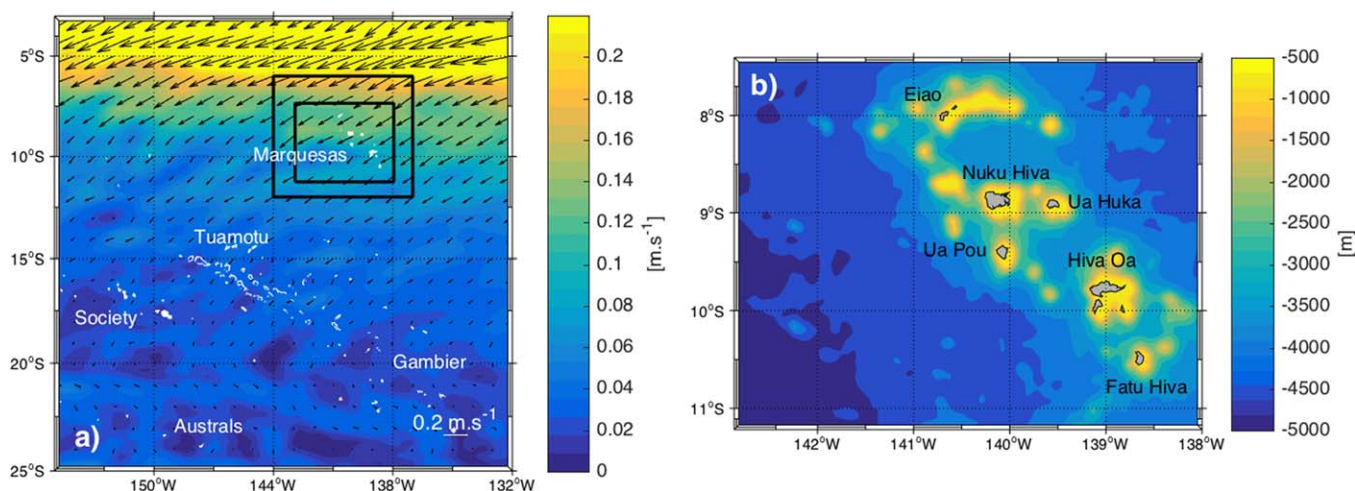 a)
5°S
10°S
15°S
20°S
25°S
150°W
144°W
138°W
132°W
Marquesas
Tuamotu
Society
Gambier
Australs
0.2 m.s-1
0.2
0.18
0.16
0.14
0.12
0.1
0.08
0.06
0.04
0.02
0
[m.s-1]
b)
8°S
9°S
10°S
11°S
142°W
141°W
140°W
139°W
138°W
Eiao
Nuku Hiva
Ua Huka
Ua Pou
Hiva Oa
Fatu Hiva
-500
-1000
-1500
-2000
-2500
-3000
-3500
-4000
-4500
-5000
[m]